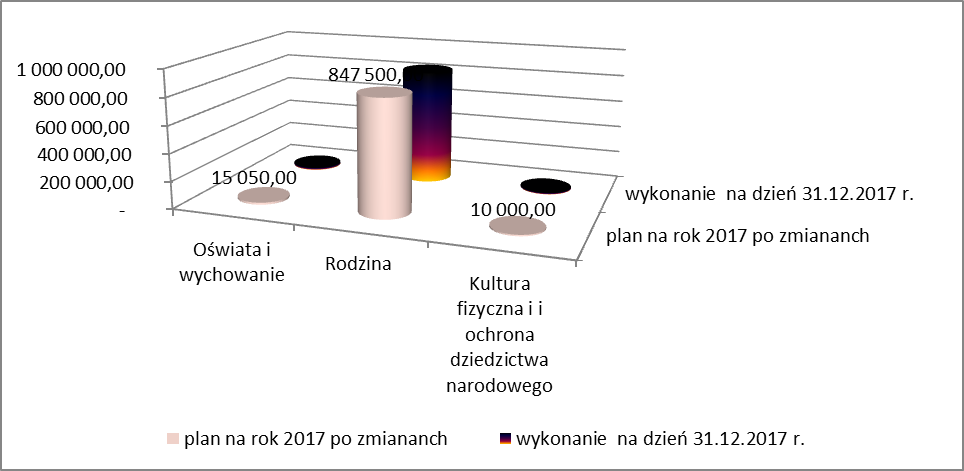 1 000 000,00
800 000,00
600 000,00
400 000,00
200 000,00
-
15 050,00
847 500,
10 000,00
wykonanie na dzień 31.12.2017 r.
plan na rok 2017 po zmiananch
Oświata i
wychowanie
Rodzina
Kultura
fizyczna i i
ochrona
dziedzictwa
narodowego
plan na rok 2017 po zmiananch
wykonanie na dzień 31.12.2017 r.